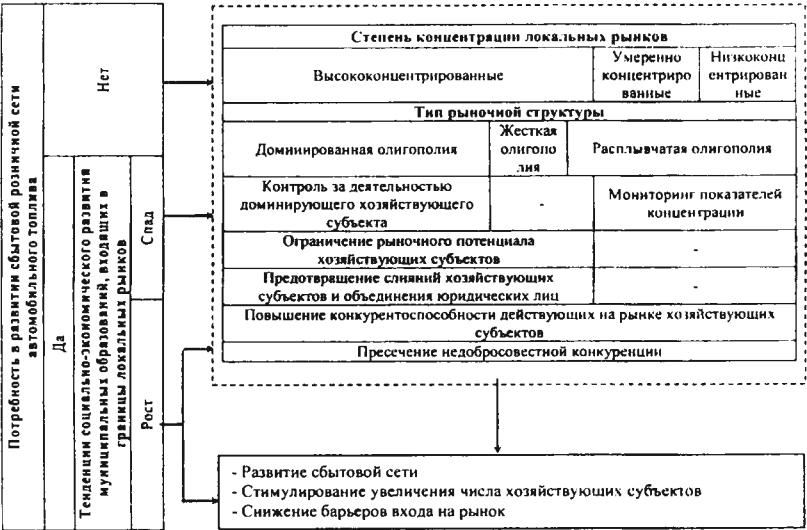 Потребность в развитии сбытовой розничной сети
автомобильного топлива
Нет
Да
Тенденции социально-экономического развития
муниципальных образований, входящих в
границы локальных рынков
Спад
Рост
Степень концентрации локальных рынков
Высококонцентрированные
Умеренно
концентриро
ванные
Низкоконц
ентрирован
ные
Тип рыночной структуры
Доминированная олигополия
Жесткая
олигопо
лия
Расплывчатая олигополия
Контроль за деятельностью
доминирующего хозяйствующего
субъекта
-
Мониторинг показателей
концентрации
Ограничение рыночного потенциала
хозяйствующих субъектов
-
Предотвращение слияний хозяйствующих
субъектов и объединения юридических лиц
-
Повышение конкурентоспособности действующих на рынке хозяйствующих
субъектов
Пресечение недобросовестной конкуренции
- Развитие сбытовой сети
- Стимулирование увеличения числа хозяйствующих субъектов
- Снижение барьеров входа на рынок